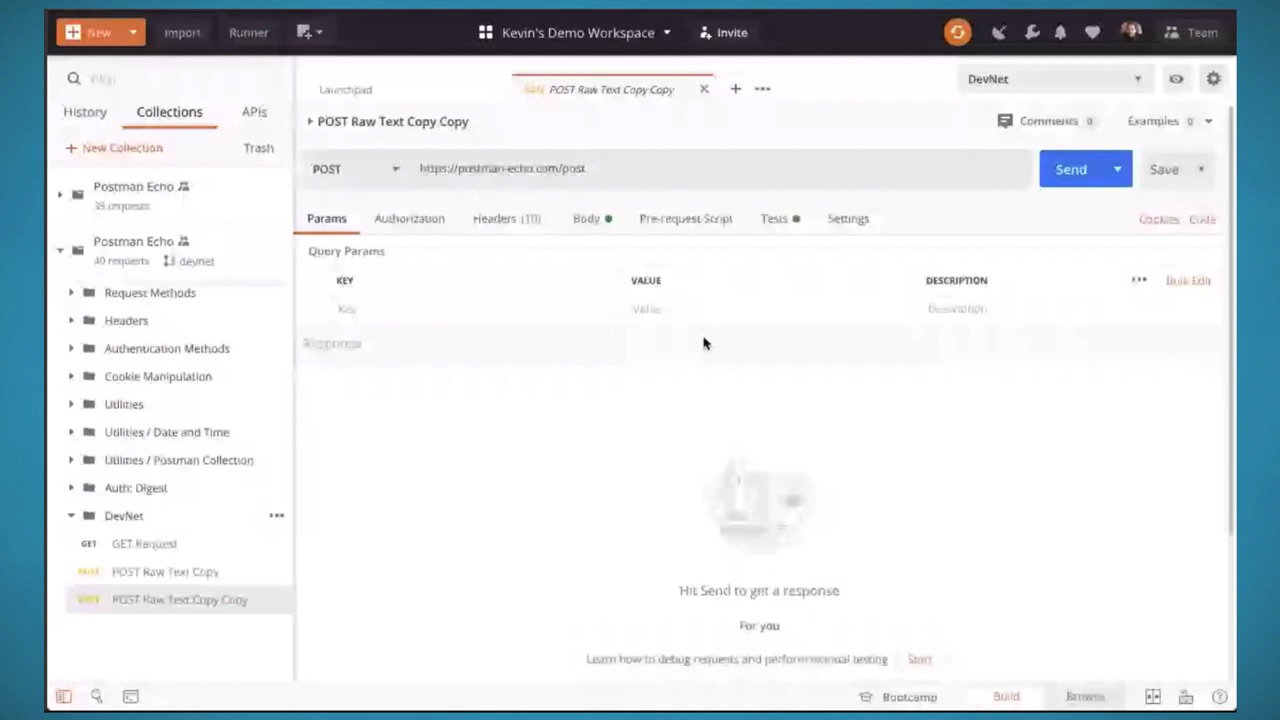 New
Import
Runner
Kevin's Demo Workspace
Invite
Team
Filter
History
Collections
APIs
New Collection
Trash
Postman Echo
Postman Echo
40 requests
devnet
Request Methods
Headers
Authentication Methods
Cookie Manipulation
Utilities
Utilities / Date and Time
Utilities / Postman Collection
Auth: Digest
DevNet
GET GET Request
POST POST Raw Text Copy
POST POST Raw Text Copy Copy
Launchpad
POST Raw Text Copy Copy
DevNet
POST Raw Text Copy Copy
Comments 0
Examples 0
POST
https://postman-echo.com/post
Send
Save
Params
Authorization
Headers (10)
Body
Pre-request Script
Tests
Settings
Cookies
Code
Query Params
KEY
VALUE
DESCRIPTION
Bulk Edit
Key
Value
Description
Response
Hit Send to get a response
For you
Learn how to debug requests and perform manual testing
Start
Bootcamp
Build
Browse